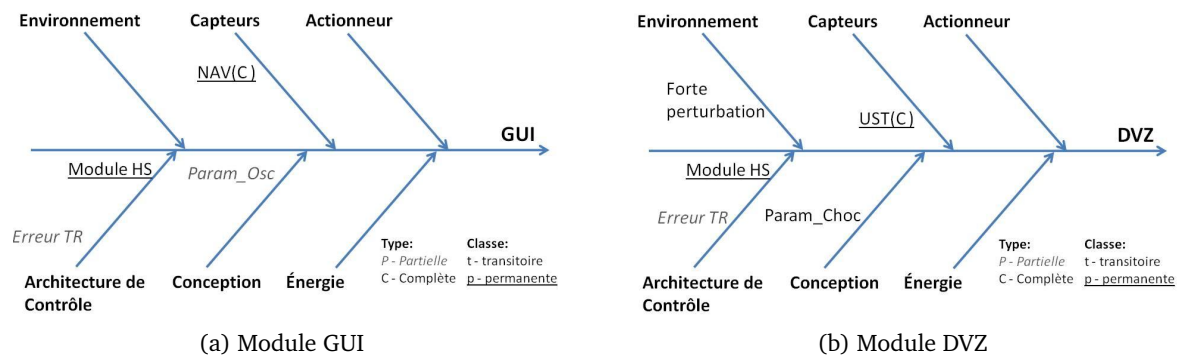 Environnement Capteurs Actionneur
NAV(C)
GUI
Module HS
Param_Osc
Erreur TR
Type: Classe:
P - Partielle t - transitoire
C - Complète p - permanente
Architecture de Contrôle
Conception
Énergie
(a) Module GUI
Environnement Capteurs Actionneur
Forte
perturbation
UST(C)
DVZ
Module HS
Erreur TR
Param_Choc
Type: Classe:
P - Partielle t - transitoire
C - Complète p - permanente
Architecture de Contrôle
Conception
Énergie
(b) Module DVZ